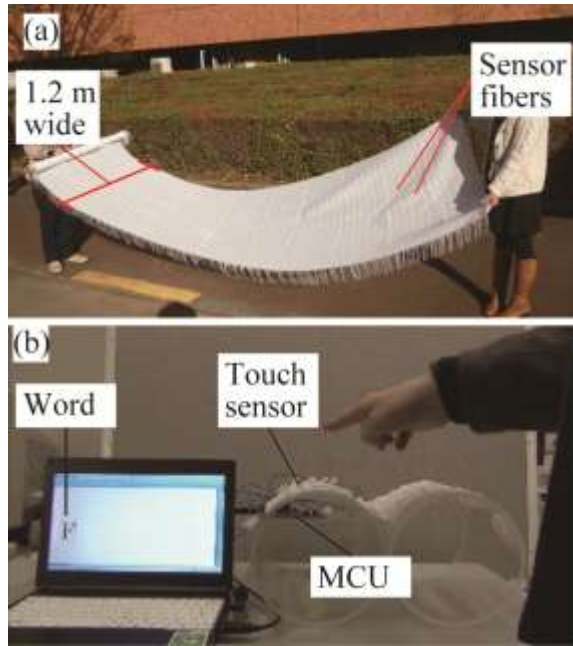 (a)
1.2 m
wide
Sensor
fibers
(b)
Word
Touch
sensor
F
MCU